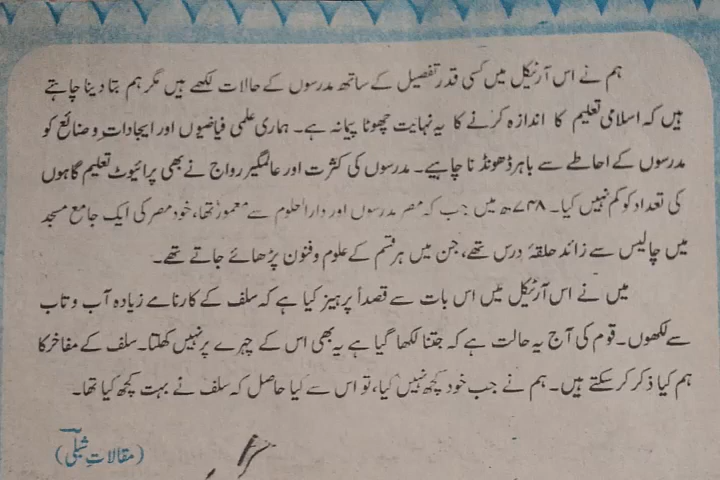 ہم نے اس آرٹیکل میں کسی قدر تفصیل کے ساتھ مدرسوں کے حالات لکھے ہیں مگر ہم بتا دینا چاہتے
ہیں کہ اسلامی تعلیم کا اندازہ کرنے کا یہ نہایت چھوٹا پیمانہ ہے۔ ہماری علمی فیاضیوں اور ایجادات و صنائع کو
مدرسوں کے احاطے سے باہر ڈھونڈنا چاہیے۔ مدرسوں کی کثرت اور عالمگیر رواج نے بھی پرائیوٹ تعلیم گاہوں
کی تعداد کو کم نہیں کیا۔ ۷۴۸ھ میں جب کہ مصر مدرسوں اور دارالعلوم سے معمور تھا، خود مصر کی ایک جامع مسجد
میں چالیس سے زائد حلقۂ درس تھے، جن میں ہر قسم کے علوم و فنون پڑھائے جاتے تھے۔
میں نے اس آرٹیکل میں اس بات سے قصداً پرہیز کیا ہے کہ سلف کے کارنامے زیادہ آب و تاب
سے لکھوں۔ قوم کی آج یہ حالت ہے کہ جتنا لکھا گیا ہے یہ بھی اس کے چہرے پر نہیں کھلتا۔ سلف کے مفاخر کا
ہم کیا ذکر کر سکتے ہیں۔ ہم نے جب خود کچھ نہیں کیا، تو اس سے کیا حاصل کہ سلف نے بہت کچھ کیا تھا۔
(مقالاتِ شبلیؔ)